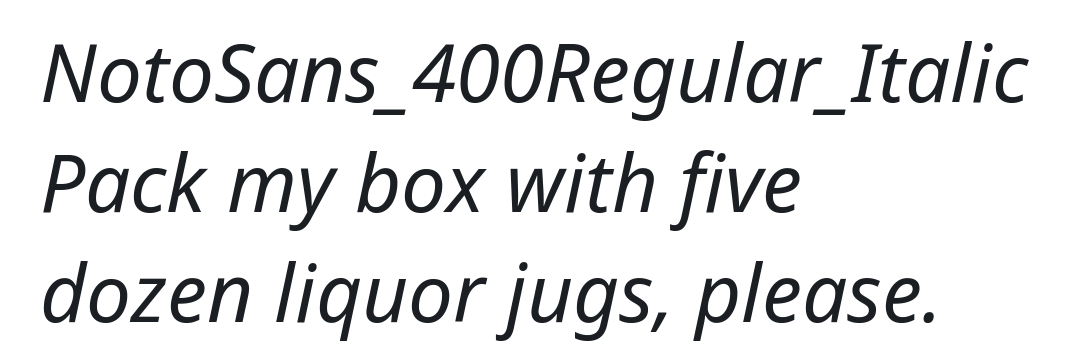 NotoSans_400Regular_Italic
Pack my box with five
dozen liquor jugs, please.